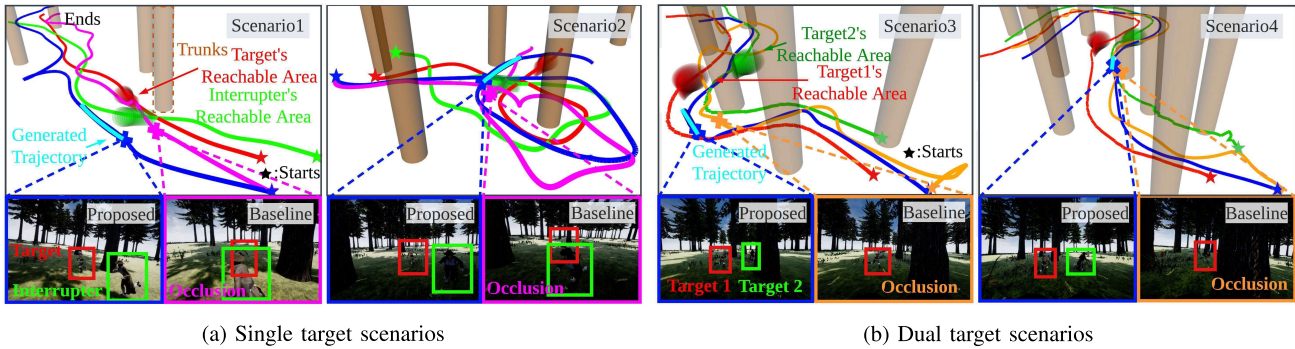 Ends
Scenario1
Trunks
Target's
Reachable Area
Interrupter's
Reachable Area
Generated
Trajectory
★:Starts
Proposed
Baseline
Target
Interrupter
Occlusion
Scenario2
Proposed
Baseline
Occlusion
Scenario3
Target2's
Reachable Area
Target1's
Reachable Area
Generated
Trajectory
★:Starts
Proposed
Baseline
Target 1
Target 2
Occlusion
Scenario4
Proposed
Baseline
Occlusion
(a) Single target scenarios
(b) Dual target scenarios